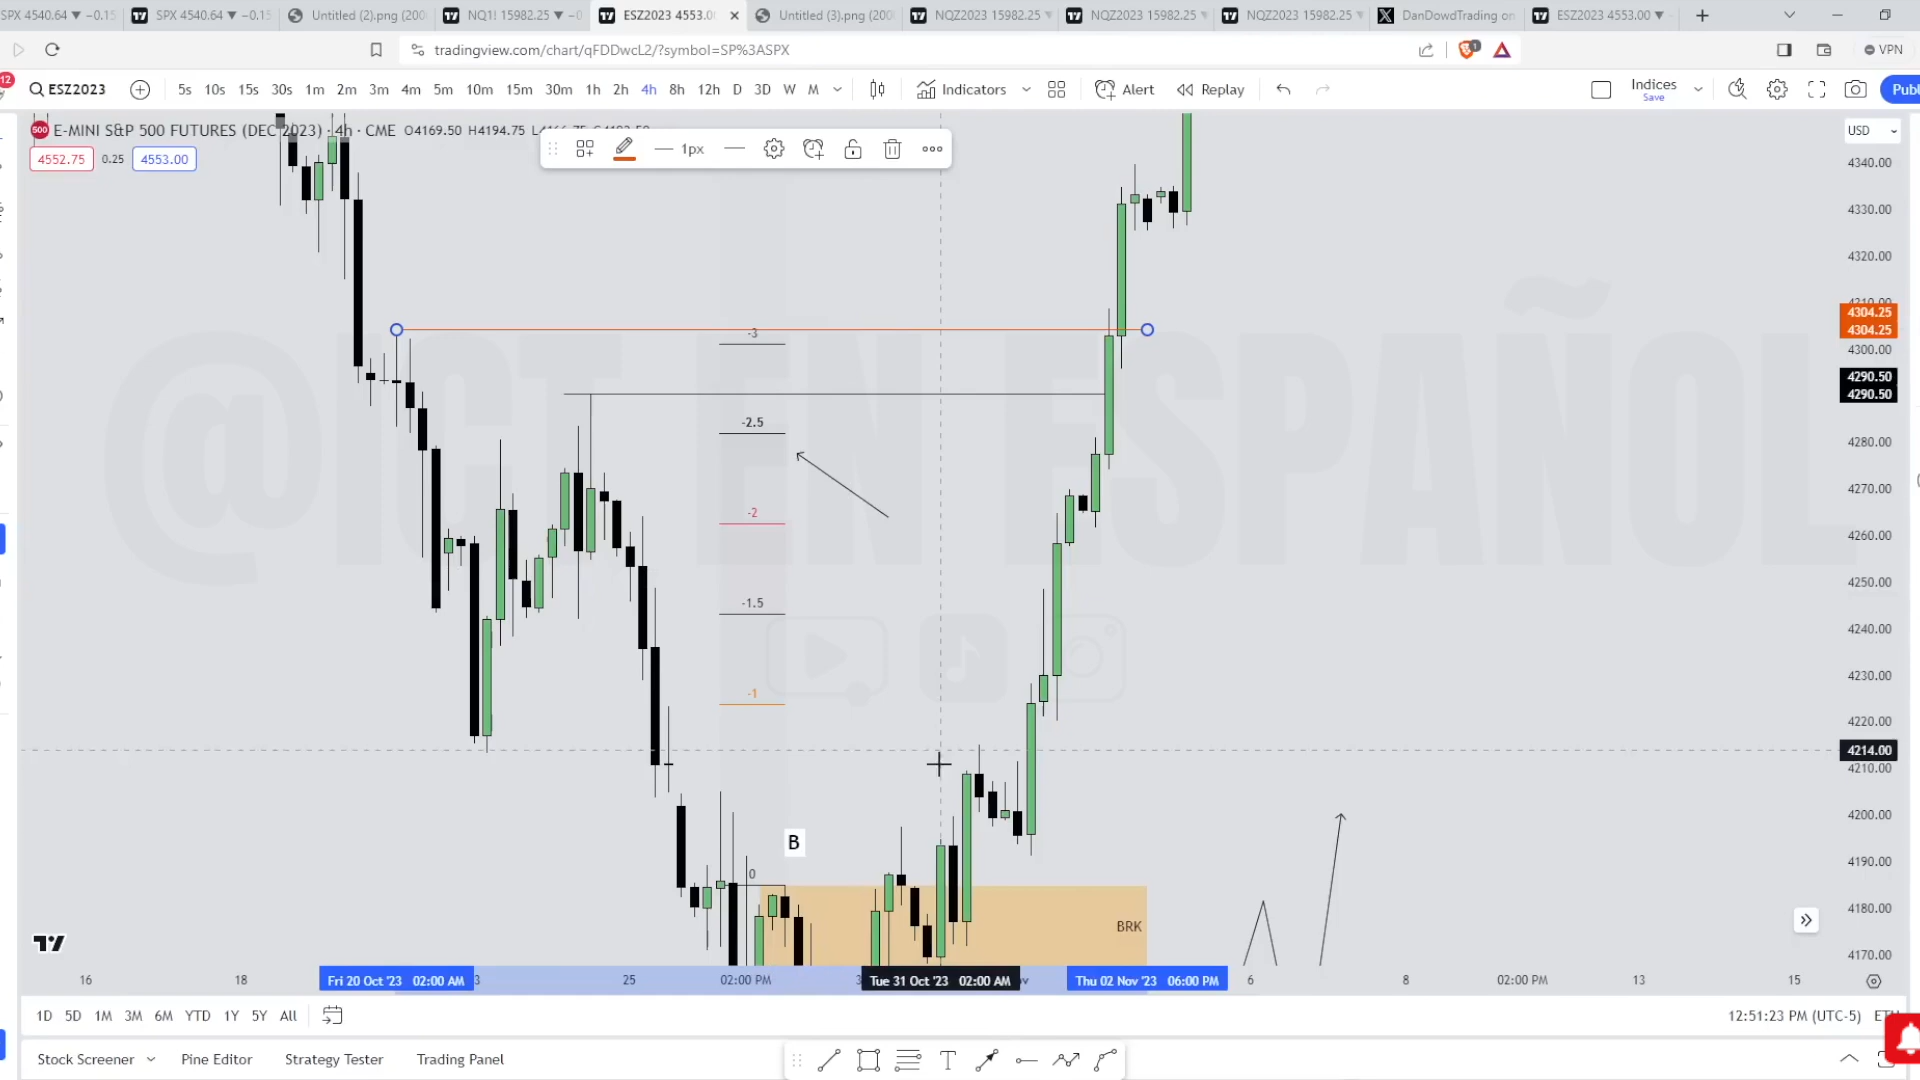 SPX 4540.64 ▼ −0.15
SPX 4540.64 ▼ −0.15
Untitled (2).png (200
NQ1! 15982.25 ▼ −0
ESZ2023 4553.0
Untitled (3).png (200
NQZ2023 15982.25 ▼
NQZ2023 15982.25 ▼
NQZ2023 15982.25 ▼
DanDowdTrading on
ESZ2023 4553.00 ▼
tradingview.com/chart/qFDDwcL2/?symbol=SP%3ASPX
1
VPN
12
ESZ2023
5s 10s 15s 30s 1m 2m 3m 4m 5m 10m 15m 30m 1h 2h 4h 8h 12h D 3D W M
Indicators
Alert
Replay
Indices
Save
Publ
500
E-MINI S&P 500 FUTURES (DEC 2023) · 4h · CME O4169.50 H4194.75
USD
1px
4552.75 0.25 4553.00
4340.00
4330.00
4320.00
4304.25
4304.25
4300.00
4290.50
4290.50
4280.00
4270.00
4260.00
4250.00
4240.00
4230.00
4220.00
4214.00
4210.00
4200.00
4190.00
4180.00
4170.00
@ICT EN ESPAÑOL
-3
-2.5
-2
-1.5
-1
B
0
BRK
16 18 Fri 20 Oct '23 02:00 AM 3 25 02:00 PM Tue 31 Oct '23 02:00 AM Thu 02 Nov '23 06:00 PM 6 8 02:00 PM 13 15
1D 5D 1M 3M 6M YTD 1Y 5Y All
12:51:23 PM (UTC-5)
Stock Screener
Pine Editor
Strategy Tester
Trading Panel